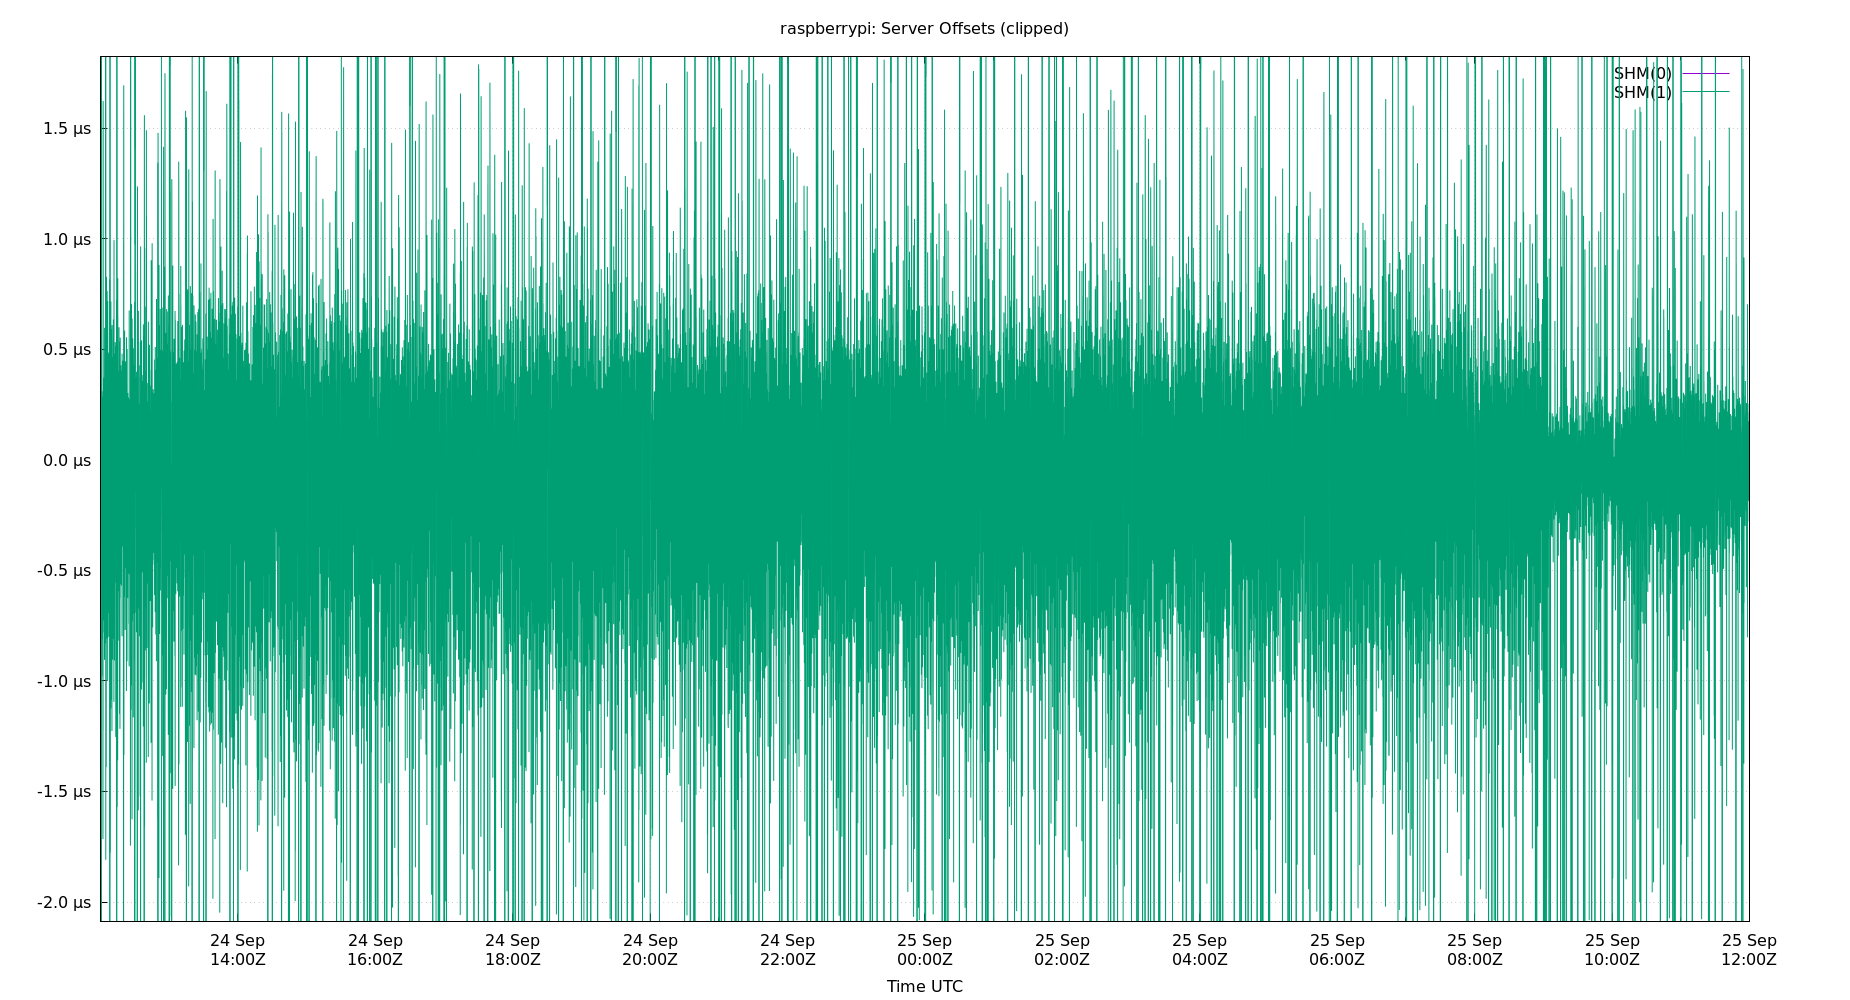 raspberrypi: Server Offsets (clipped)
SHM(0)
SHM(1)
1.5 µs
1.0 µs
0.5 µs
0.0 µs
-0.5 µs
-1.0 µs
-1.5 µs
-2.0 µs
24 Sep 24 Sep 24 Sep 24 Sep 24 Sep 25 Sep 25 Sep 25 Sep 25 Sep 25 Sep 25 Sep 25 Sep
14:00Z 16:00Z 18:00Z 20:00Z 22:00Z 00:00Z 02:00Z 04:00Z 06:00Z 08:00Z 10:00Z 12:00Z
Time UTC